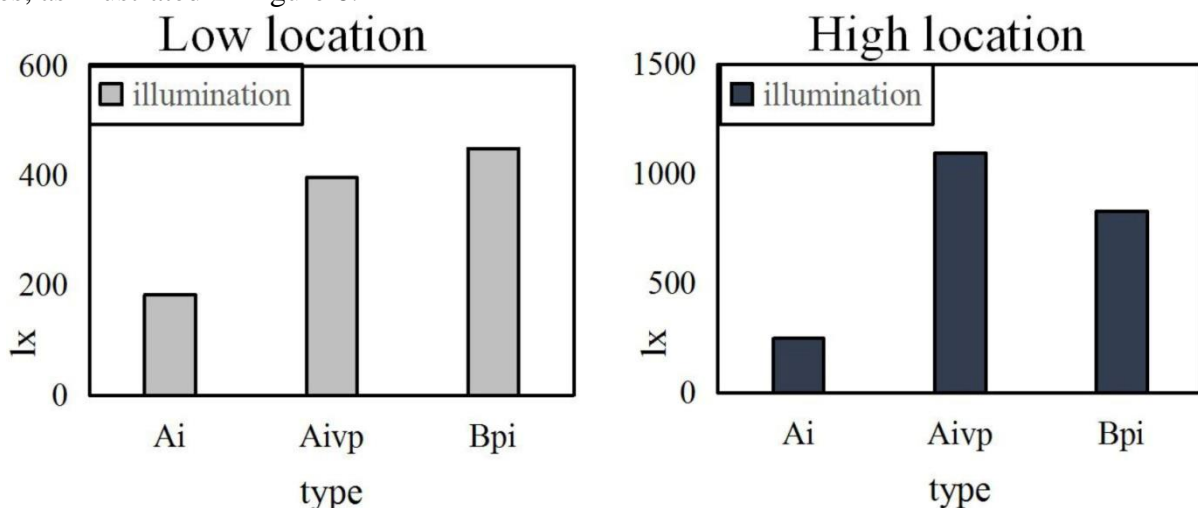 Low location
600
illumination
400
200
0
lx
Ai Aivp Bpi
type
High location
1500
illumination
1000
500
0
lx
Ai Aivp Bpi
type